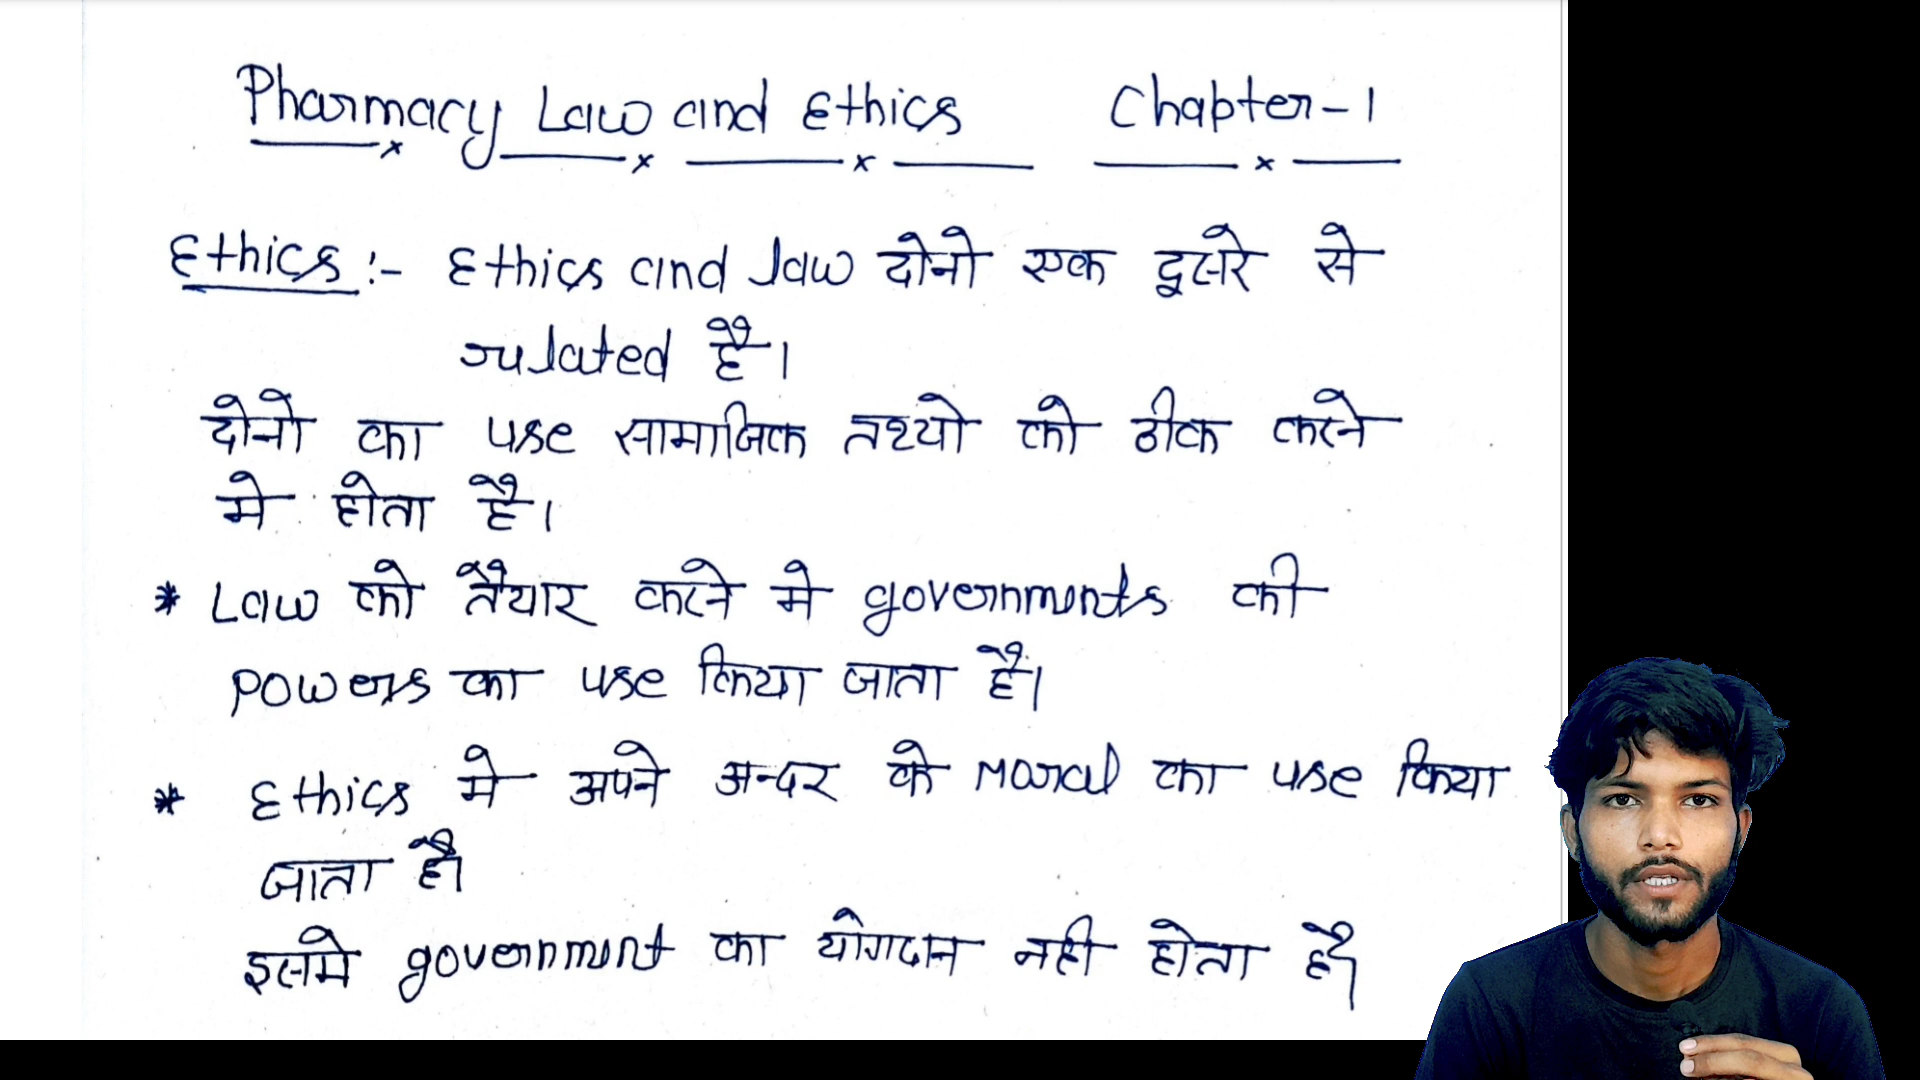 Pharmacy Law and Ethics Chapter-1
Ethics :- Ethics and law दोनो एक दूसरे से
related है।
दोनो का use सामाजिक तथ्यो को ठीक करने
मे होता है।
* Law को तैयार करने मे governments की
Powers का use किया जाता है।
* Ethics मे अपने अन्दर के Moral का use किया
जाता है।
इसमे government का योगदान नही होता है।